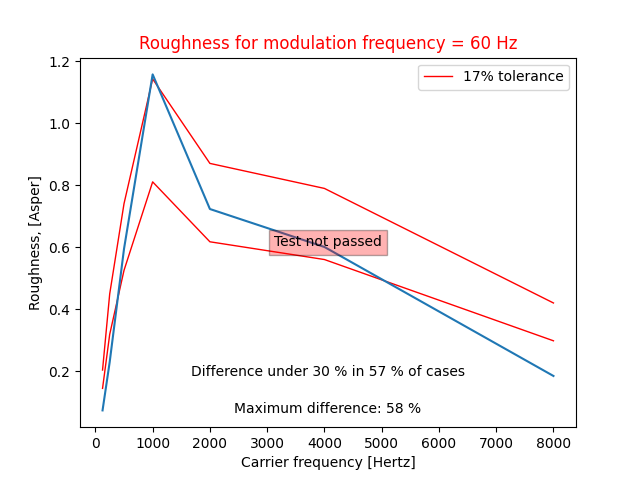 Roughness for modulation frequency = 60 Hz
17% tolerance
1.2
1.0
0.8
0.6
0.4
0.2
Roughness, [Asper]
Test not passed
Difference under 30 % in 57 % of cases
Maximum difference: 58 %
0 1000 2000 3000 4000 5000 6000 7000 8000
Carrier frequency [Hertz]